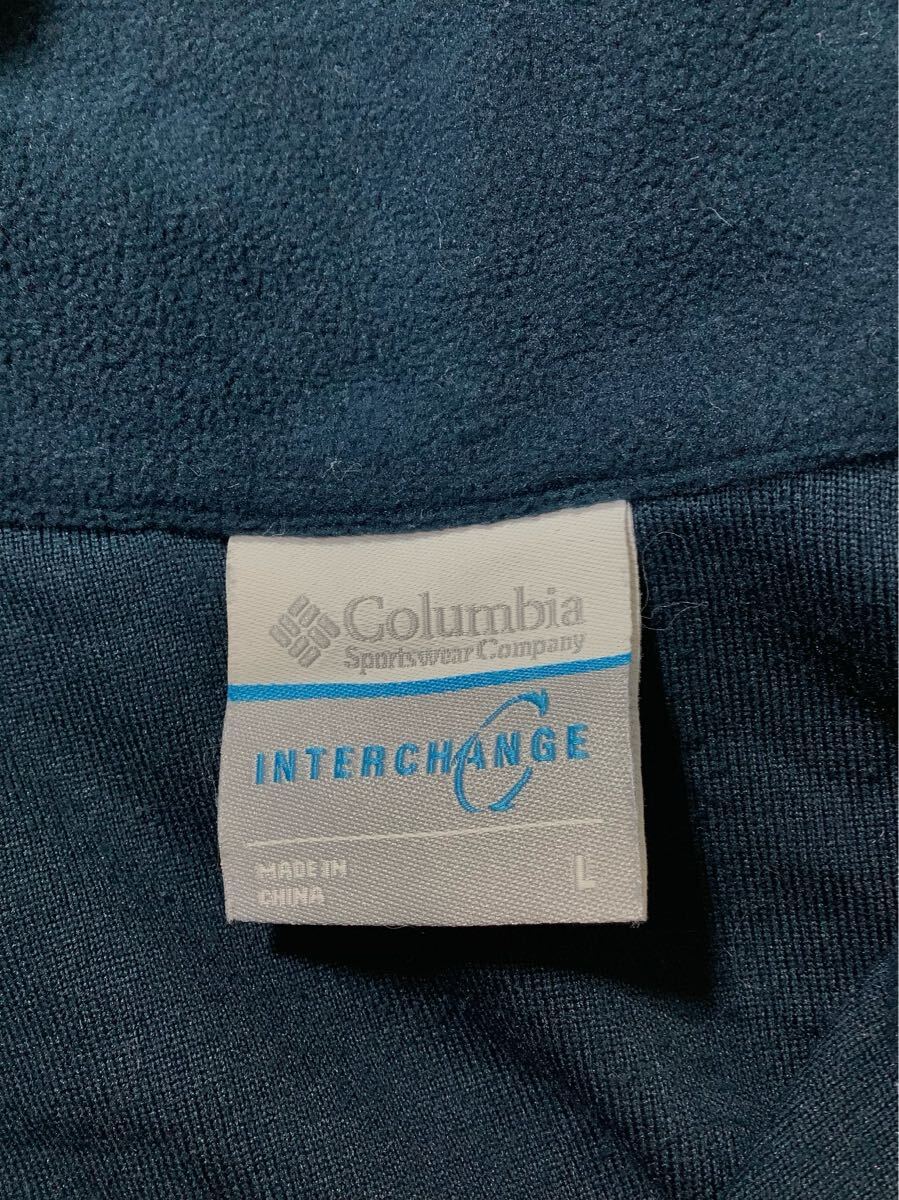 Columbia
Sportswear Company
INTERCHANGE
MADE IN
CHINA
L